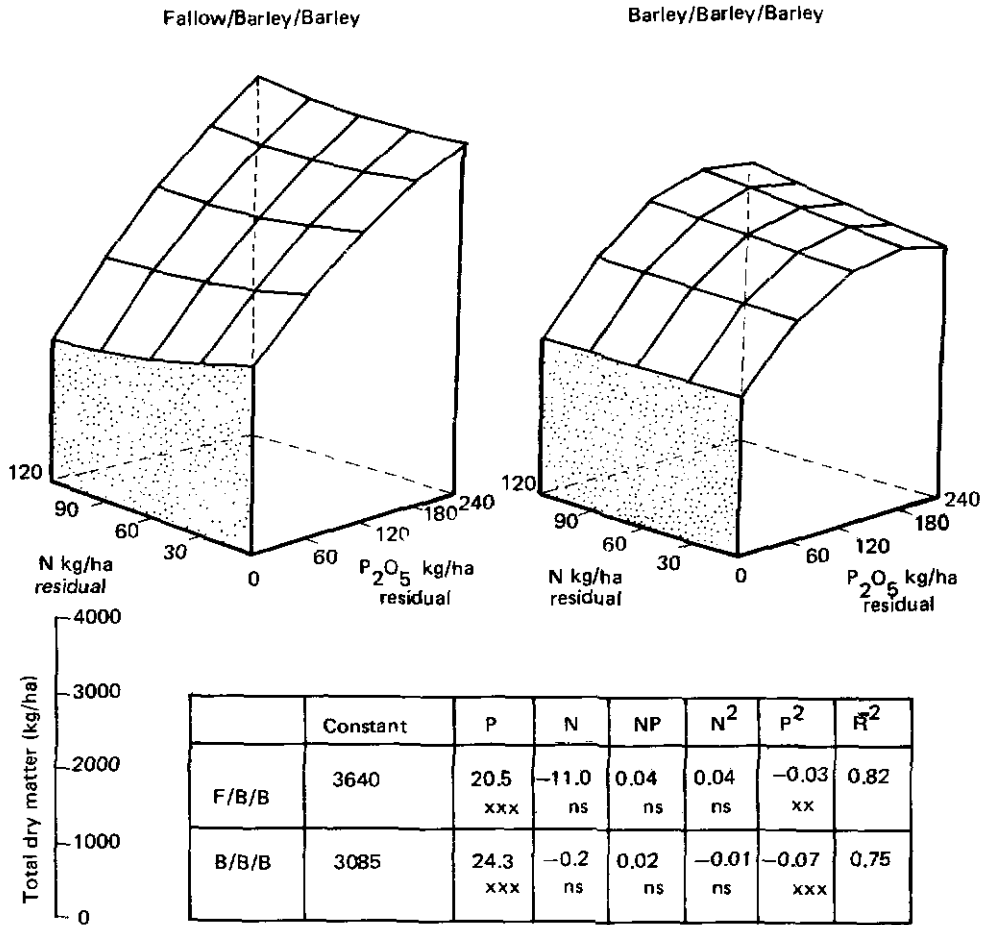 Fallow/Barley/Barley
Barley/Barley/Barley
120
90
60
30
0
60
120
180
240
N kg/ha
residual
P₂O₅ kg/ha
residual
120
90
60
30
0
60
120
180
240
N kg/ha
residual
P₂O₅ kg/ha
residual
Total dry matter (kg/ha)
4000
3000
2000
1000
0
Constant P N NP N² P² R̄²
F/B/B 3640 20.5 −11.0 0.04 0.04 −0.03 0.82
xxx ns ns ns xx
B/B/B 3085 24.3 −0.2 0.02 −0.01 −0.07 0.75
xxx ns ns ns xxx